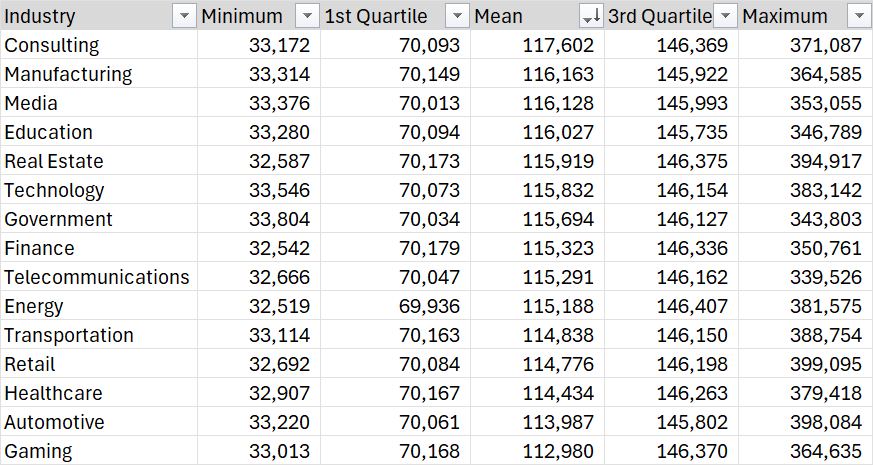 Industry Minimum 1st Quartile Mean 3rd Quartile Maximum
Consulting 33,172 70,093 117,602 146,369 371,087
Manufacturing 33,314 70,149 116,163 145,922 364,585
Media 33,376 70,013 116,128 145,993 353,055
Education 33,280 70,094 116,027 145,735 346,789
Real Estate 32,587 70,173 115,919 146,375 394,917
Technology 33,546 70,073 115,832 146,154 383,142
Government 33,804 70,034 115,694 146,127 343,803
Finance 32,542 70,179 115,323 146,336 350,761
Telecommunications 32,666 70,047 115,291 146,162 339,526
Energy 32,519 69,936 115,188 146,407 381,575
Transportation 33,114 70,163 114,838 146,150 388,754
Retail 32,692 70,084 114,776 146,198 399,095
Healthcare 32,907 70,167 114,434 146,263 379,418
Automotive 33,220 70,061 113,987 145,802 398,084
Gaming 33,013 70,168 112,980 146,370 364,635